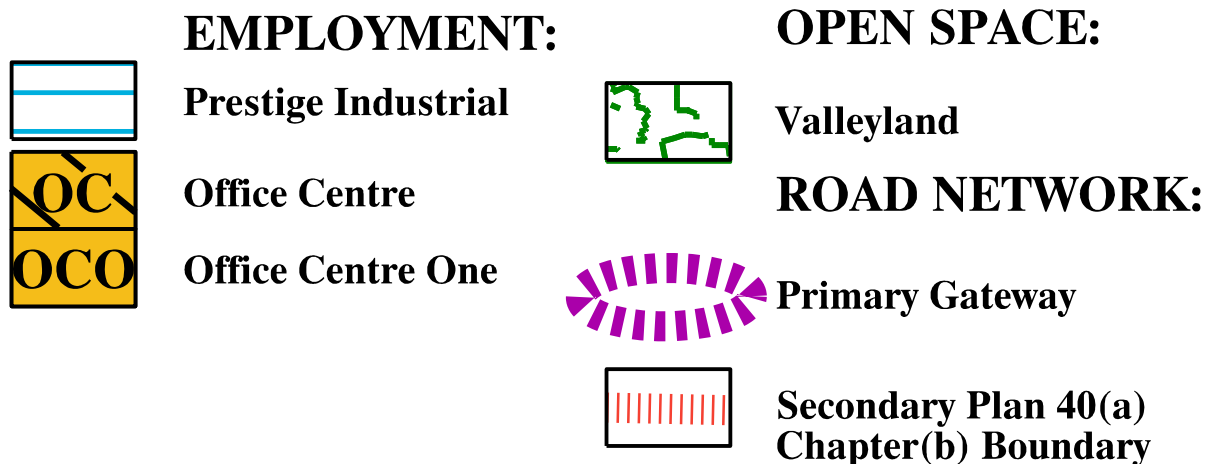 EMPLOYMENT:
Prestige Industrial
OC
Office Centre
OCO
Office Centre One
OPEN SPACE:
Valleyland
ROAD NETWORK:
Primary Gateway
Secondary Plan 40(a)
Chapter(b) Boundary